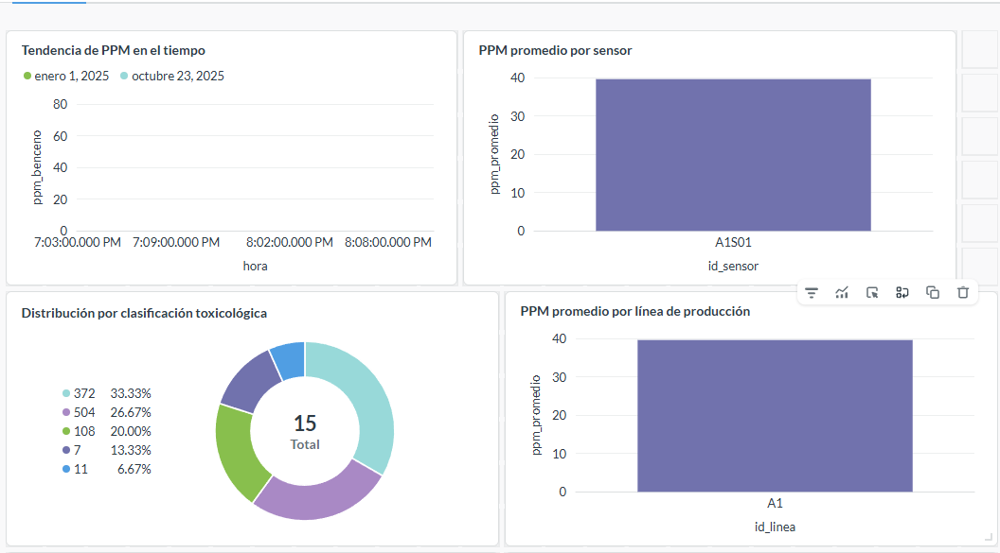 Tendencia de PPM en el tiempo
enero 1, 2025 octubre 23, 2025
80
60
40
20
0
ppm_benceno
7:03:00.000 PM 7:09:00.000 PM 8:02:00.000 PM 8:08:00.000 PM
hora
PPM promedio por sensor
40
30
20
10
0
ppm_promedio
A1S01
id_sensor
Distribución por clasificación toxicológica
372 33.33%
504 26.67%
108 20.00%
7 13.33%
11 6.67%
15
Total
PPM promedio por línea de producción
40
30
20
10
0
ppm_promedio
A1
id_linea